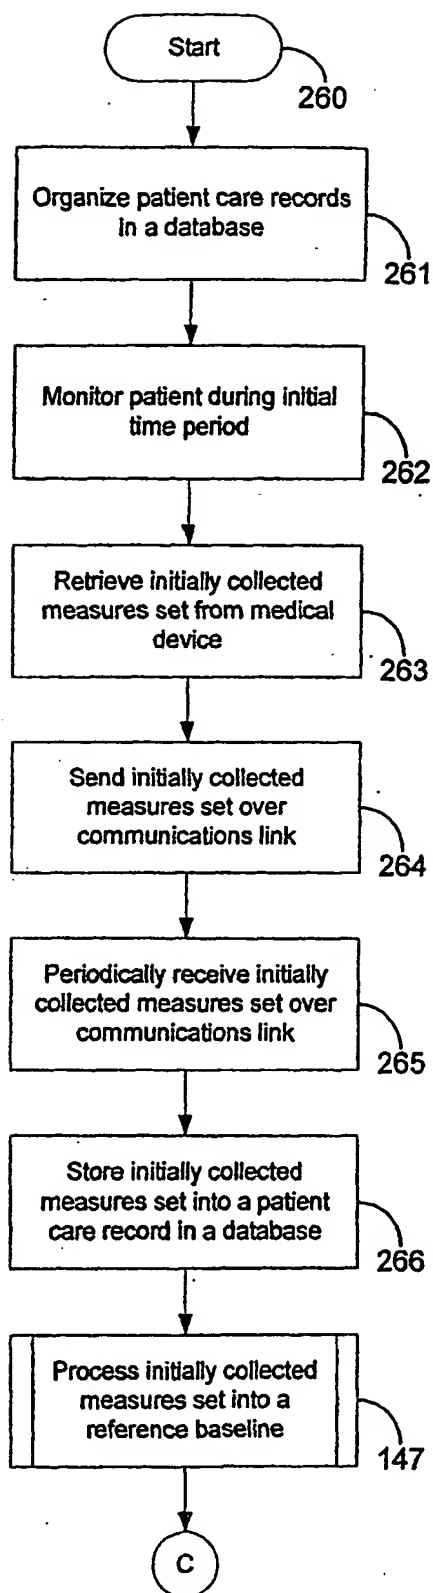 Start
260
Organize patient care records
in a database
261
Monitor patient during initial
time period
262
Retrieve initially collected
measures set from medical
device
263
Send initially collected
measures set over
communications link
264
Periodically receive initially
collected measures set over
communications link
265
Store initially collected
measures set into a patient
care record in a database
266
Process initially collected
measures set into a
reference baseline
147
C